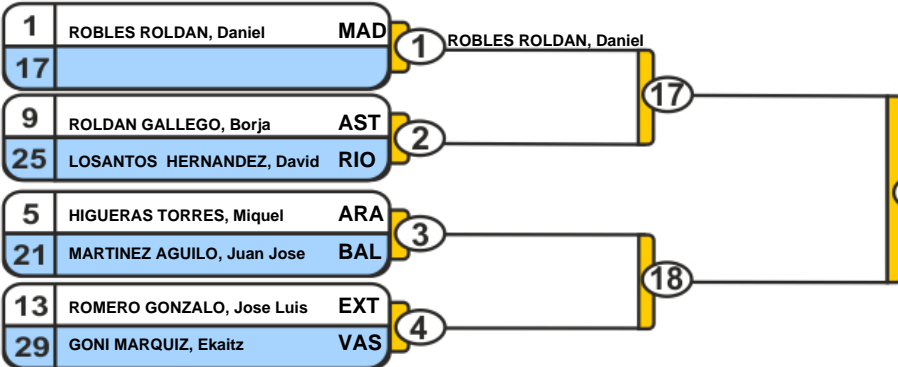 1 ROBLES ROLDAN, Daniel MAD
17
1 ROBLES ROLDAN, Daniel
9 ROLDAN GALLEGO, Borja AST
25 LOSANTOS HERNANDEZ, David RIO
2
17
5 HIGUERAS TORRES, Miquel ARA
21 MARTINEZ AGUILO, Juan Jose BAL
3
13 ROMERO GONZALO, Jose Luis EXT
29 GONI MARQUIZ, Ekaitz VAS
4
18